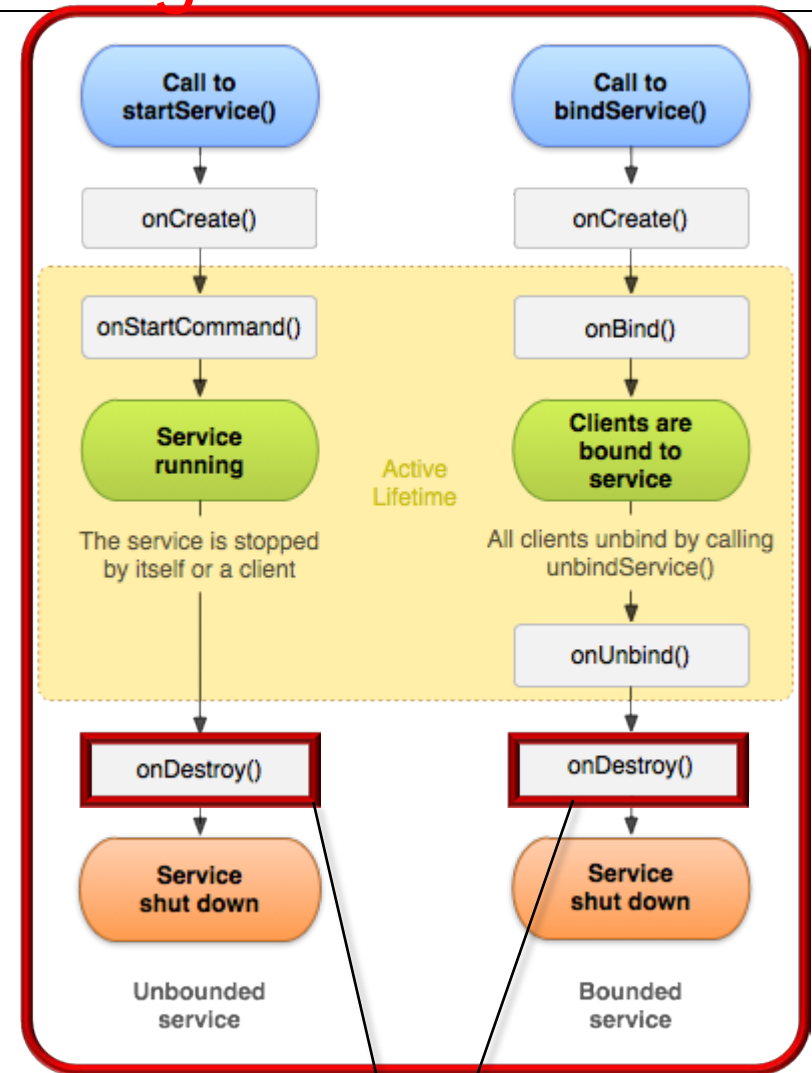 Call to
startService()
onCreate()
onStartCommand()
Service
running
The service is stopped
by itself or a client
onDestroy()
Service
shut down
Unbounded
service
Active
Lifetime
Call to
bindService()
onCreate()
onBind()
Clients are
bound to
service
All clients unbind by calling
unbindService()
onUnbind()
onDestroy()
Service
shut down
Bounded
service